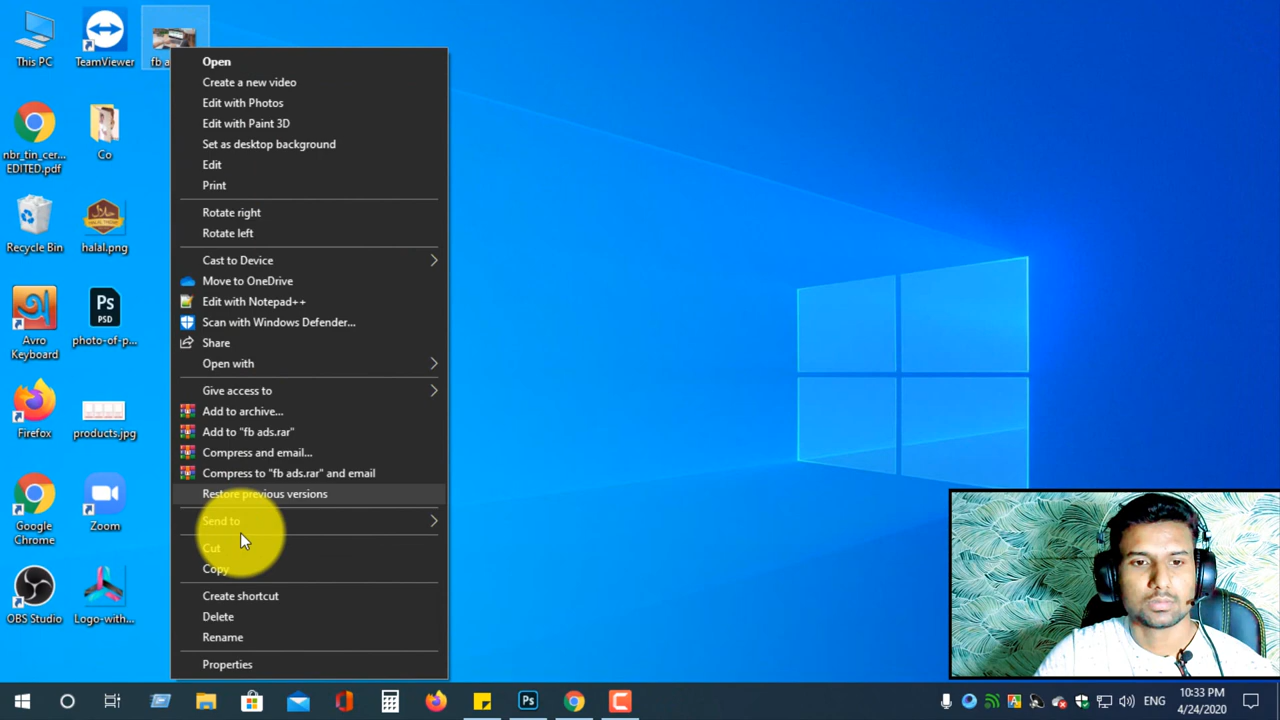 This PC
TeamViewer
fb a
nbr_tin_cer...
EDITED.pdf
Co
Recycle Bin
halal.png
Avro
Keyboard
Ps
PSD
photo-of-p...
Firefox
products.jpg
Google
Chrome
Zoom
OBS Studio
Logo-with...
Open
Create a new video
Edit with Photos
Edit with Paint 3D
Set as desktop background
Edit
Print
Rotate right
Rotate left
Cast to Device
Move to OneDrive
Edit with Notepad++
Scan with Windows Defender...
Share
Open with
Give access to
Add to archive...
Add to "fb ads.rar"
Compress and email...
Compress to "fb ads.rar" and email
Restore previous versions
Send to
Cut
Copy
Create shortcut
Delete
Rename
Properties
Ps
ENG
10:33 PM
4/24/2020